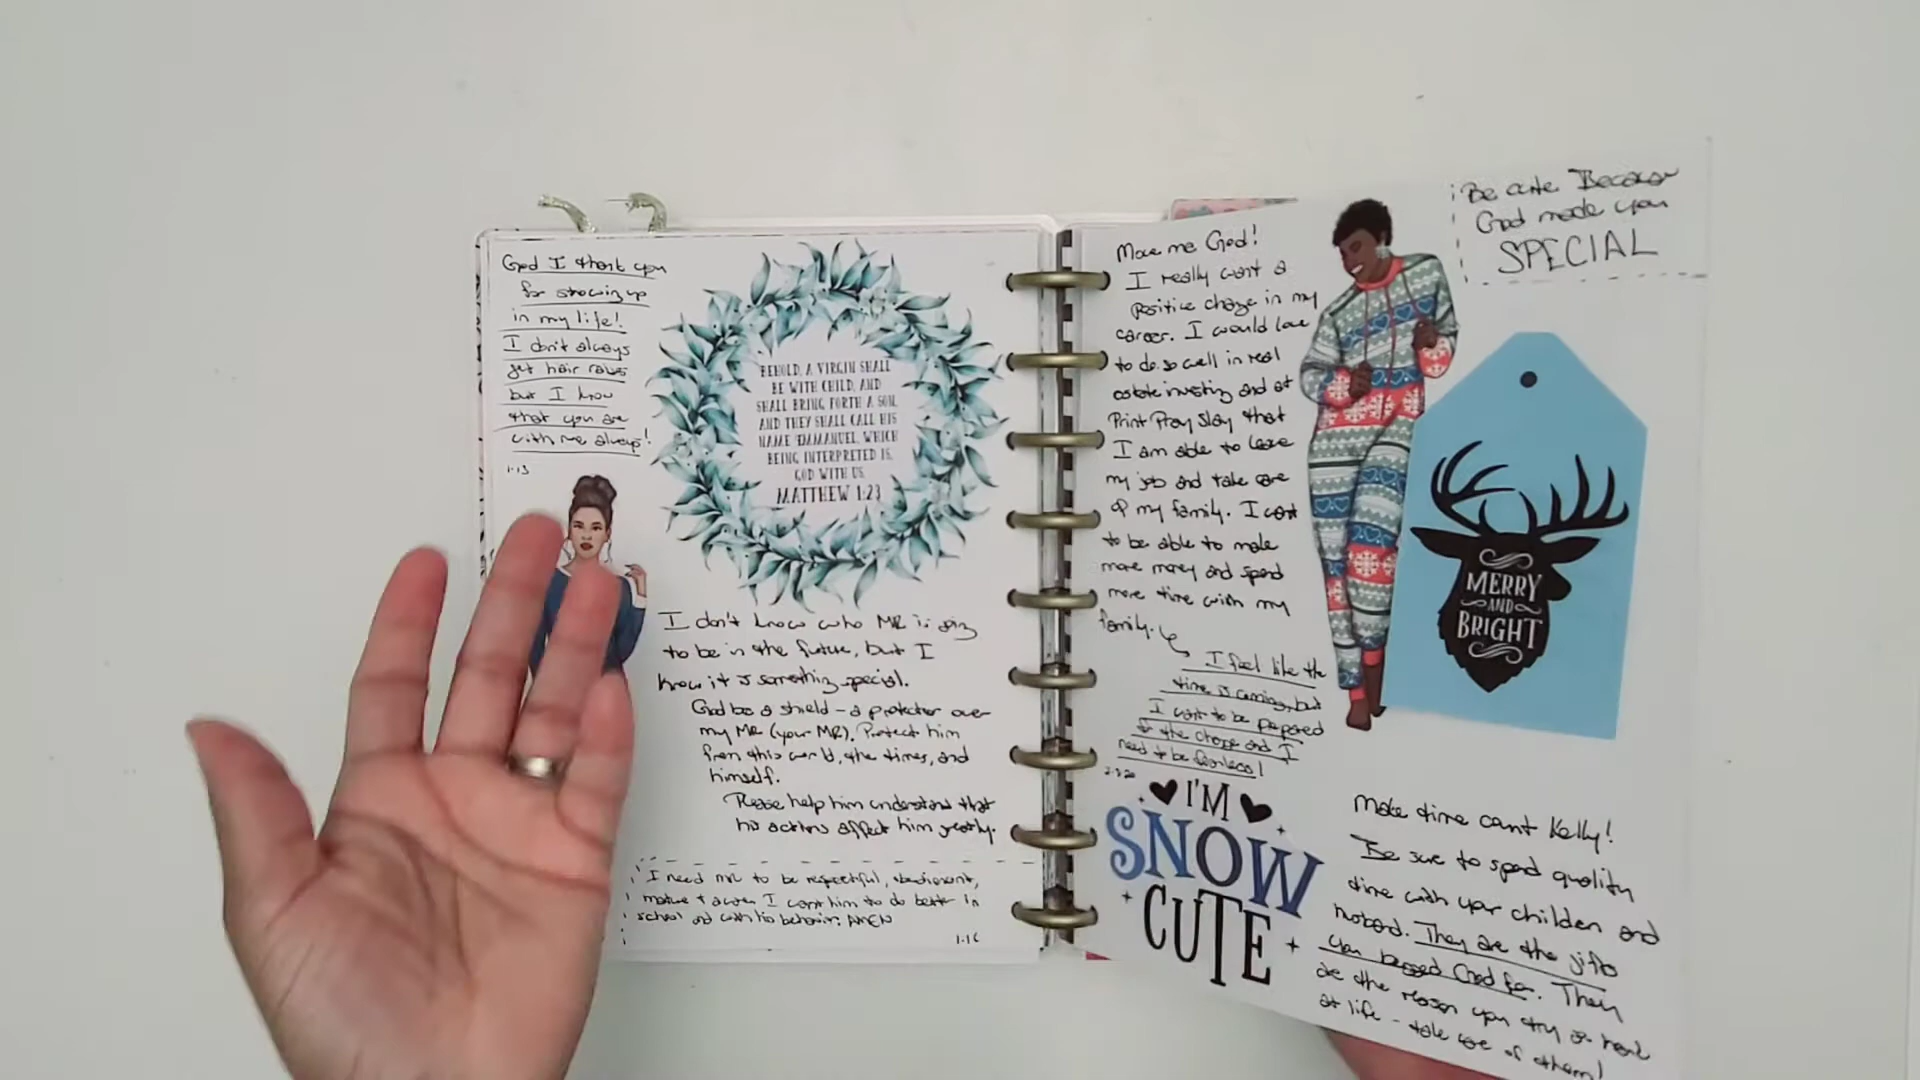 God I thank you
for showing up
in my life!
I don't always
get hair raises
but I know
that you are
with me always!
1.13
BEHOLD, A VIRGIN SHALL
BE WITH CHILD, AND
SHALL BRING FORTH A SON,
AND THEY SHALL CALL HIS
NAME EMMANUEL, WHICH
BEING INTERPRETED IS,
GOD WITH US.
MATTHEW 1:23
I don't know who MR is going
to be in the future, but I
know it is something special.
God be a shield - a protector over
my MR (your MR). Protect him
from this world, the times, and
himself.
Please help him understand that
his actions affect him greatly.
I need MR to be respectful, obedient,
mature + I want him to do better in
school and with his behavior. AMEN
1.16
Move me God!
I really want a
positive change in my
career. I would love
to do so well in real
estate investing and at
Print Pray Slay that
I am able to leave
my job and take care
of my family. I want
to be able to make
more money and spend
more time with my
family.
I feel like the
time is coming, but
I want to be prepared
for the change and I
need to be fearless!
2.3.20
I'M
SNOW
CUTE
Be cute Because
God made you
SPECIAL
MERRY
AND
BRIGHT
Make time count Kelly!
Be sure to spend quality
time with your children and
husband. They are the gifts
you begged God for. They
are the reason you try so hard
at life - take care of them!